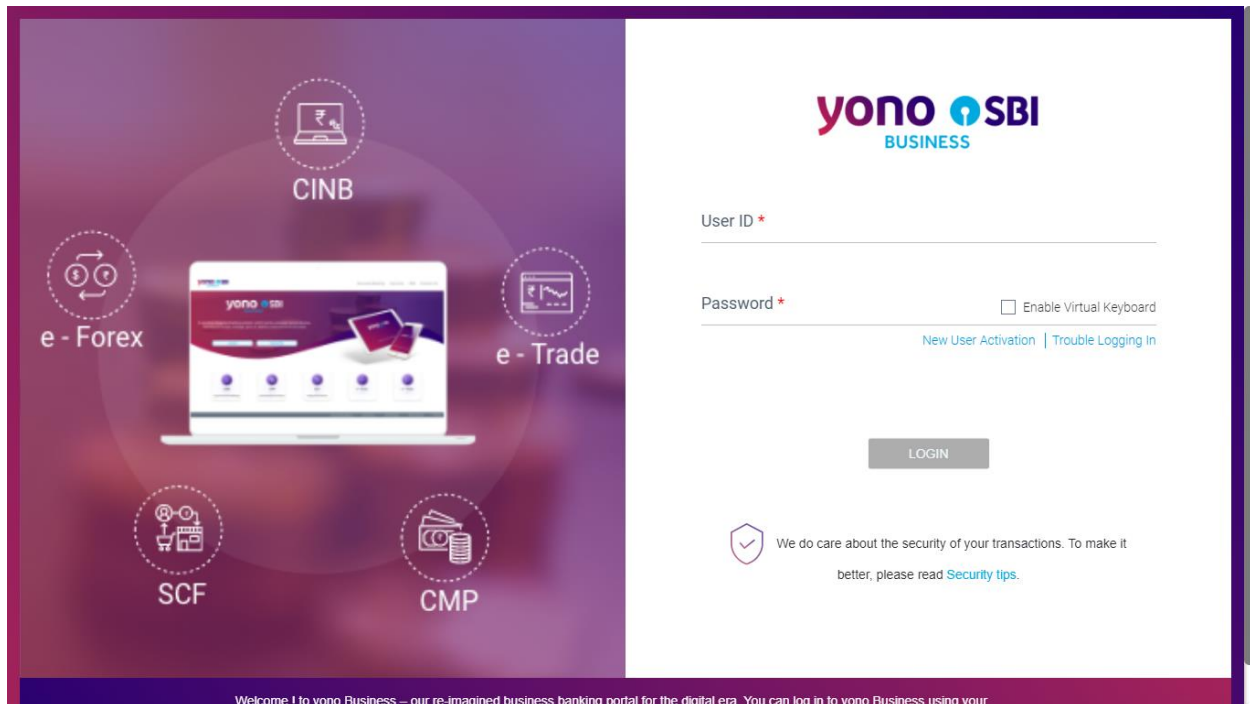 CINB
e - Forex
e - Trade
SCF
CMP
yono SBI
yono SBI
BUSINESS
User ID *
Password *
Enable Virtual Keyboard
New User Activation | Trouble Logging In
LOGIN
We do care about the security of your transactions. To make it
better, please read Security tips.
Welcome ! to yono Business – our re-imagined business banking portal for the digital era. You can log in to yono Business using your